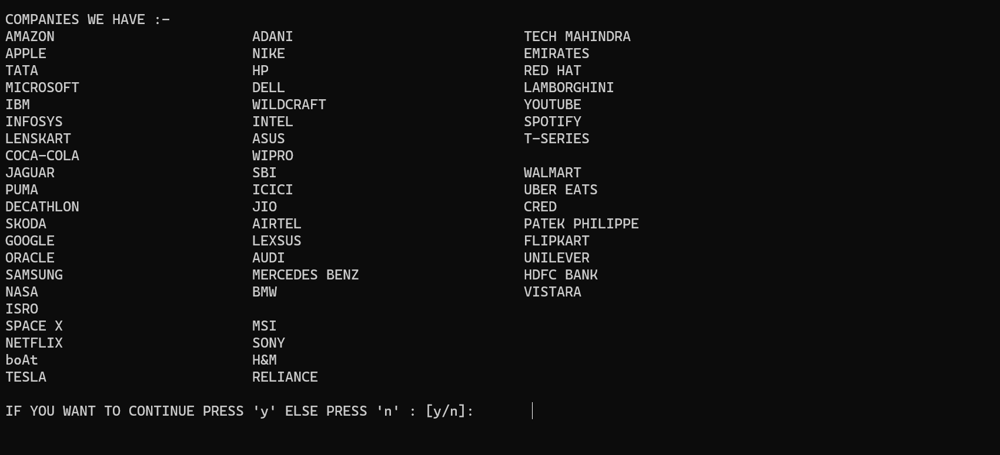 COMPANIES WE HAVE :-
AMAZON ADANI TECH MAHINDRA
APPLE NIKE EMIRATES
TATA HP RED HAT
MICROSOFT DELL LAMBORGHINI
IBM WILDCRAFT YOUTUBE
INFOSYS INTEL SPOTIFY
LENSKART ASUS T-SERIES
COCA-COLA WIPRO
JAGUAR SBI WALMART
PUMA ICICI UBER EATS
DECATHLON JIO CRED
SKODA AIRTEL PATEK PHILIPPE
GOOGLE LEXSUS FLIPKART
ORACLE AUDI UNILEVER
SAMSUNG MERCEDES BENZ HDFC BANK
NASA BMW VISTARA
ISRO
SPACE X MSI
NETFLIX SONY
boAt H&M
TESLA RELIANCE
IF YOU WANT TO CONTINUE PRESS 'y' ELSE PRESS 'n' : [y/n]: